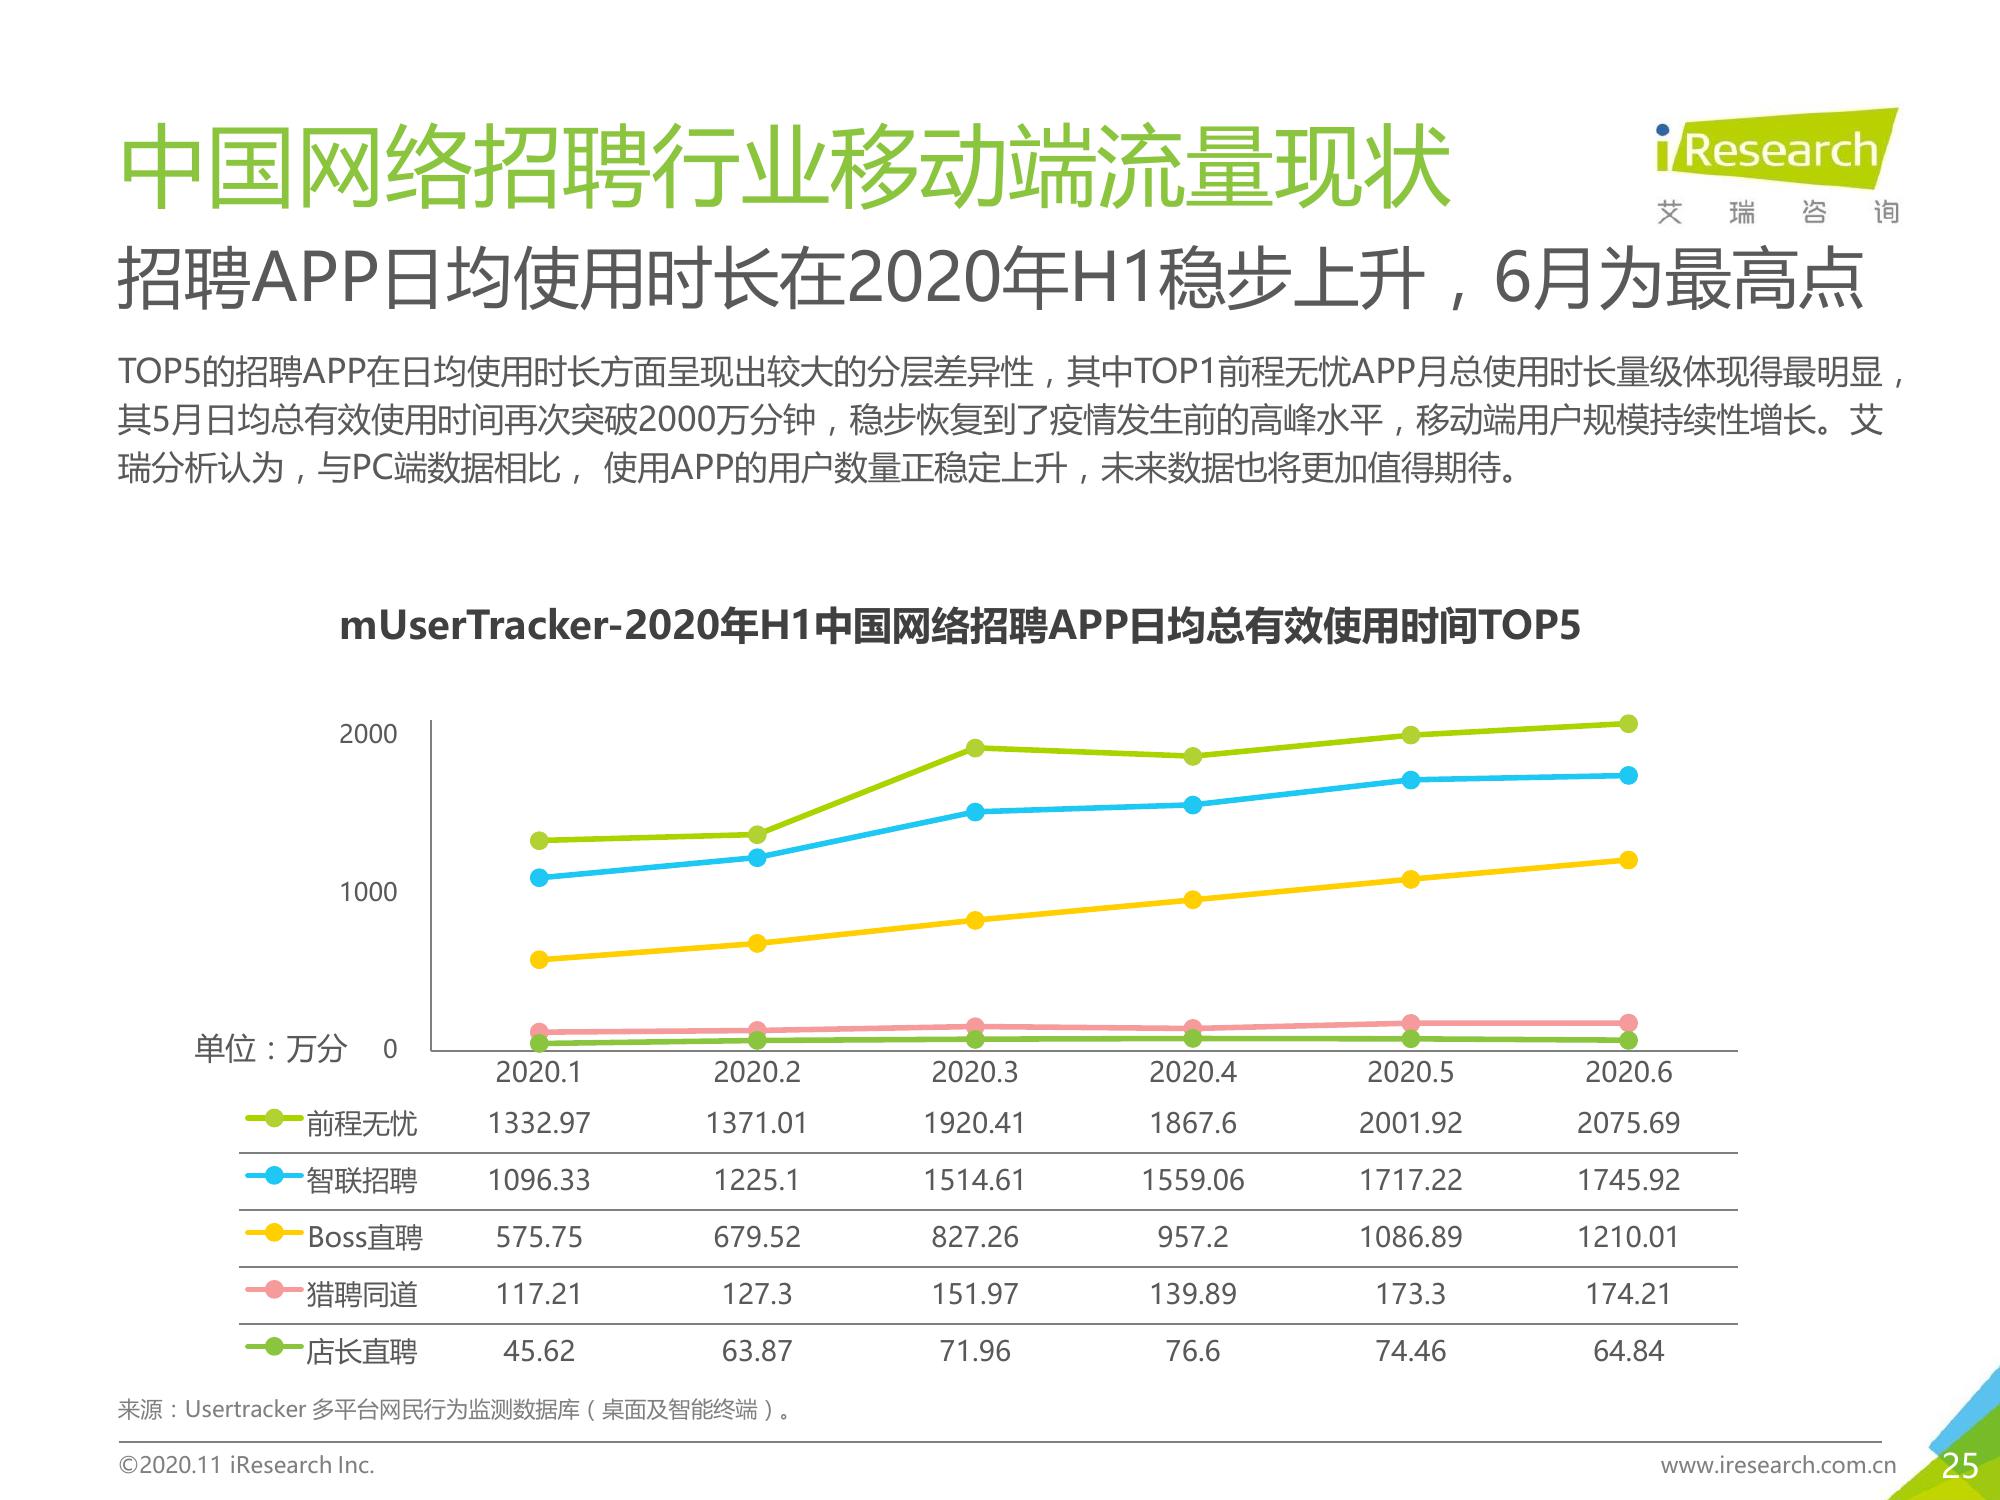 中国网络招聘行业移动端流量现状
iResearch
艾瑞咨询
招聘APP日均使用时长在2020年H1稳步上升，6月为最高点
TOP5的招聘APP在日均使用时长方面呈现出较大的分层差异性，其中TOP1前程无忧APP月总使用时长量级体现得最明显，
其5月日均总有效使用时间再次突破2000万分钟，稳步恢复到了疫情发生前的高峰水平，移动端用户规模持续性增长。艾
瑞分析认为，与PC端数据相比， 使用APP的用户数量正稳定上升，未来数据也将更加值得期待。
mUserTracker-2020年H1中国网络招聘APP日均总有效使用时间TOP5
2000
1000
单位：万分 0
2020.1 2020.2 2020.3 2020.4 2020.5 2020.6
前程无忧 1332.97 1371.01 1920.41 1867.6 2001.92 2075.69
智联招聘 1096.33 1225.1 1514.61 1559.06 1717.22 1745.92
Boss直聘 575.75 679.52 827.26 957.2 1086.89 1210.01
猎聘同道 117.21 127.3 151.97 139.89 173.3 174.21
店长直聘 45.62 63.87 71.96 76.6 74.46 64.84
来源：Usertracker 多平台网民行为监测数据库（桌面及智能终端）。
©2020.11 iResearch Inc. www.iresearch.com.cn 25